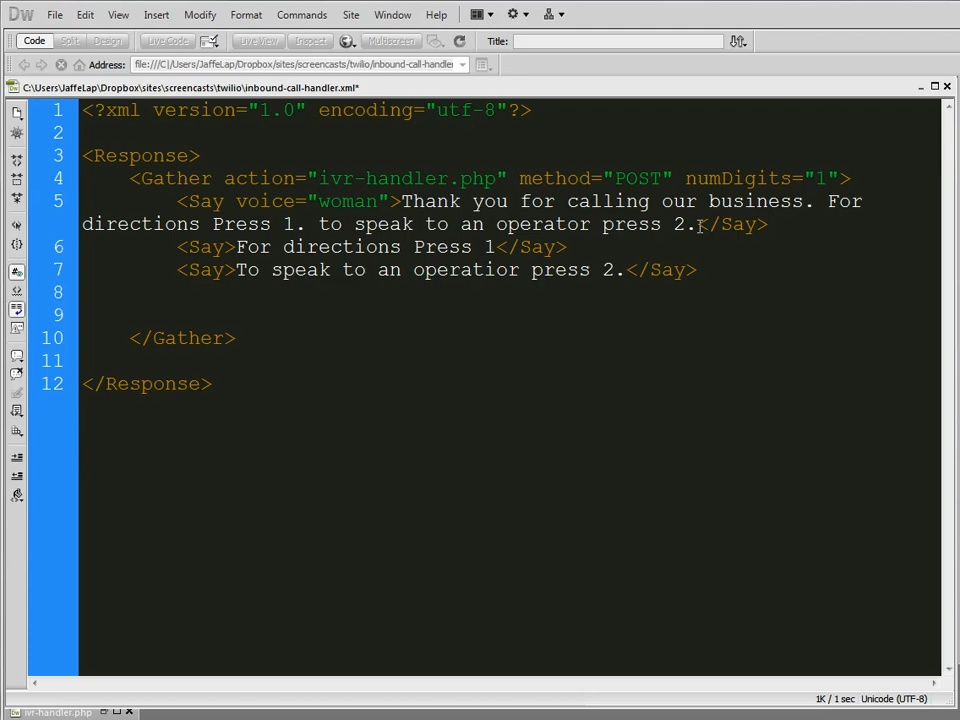 Dw File Edit View Insert Modify Format Commands Site Window Help
Code Split Design Live Code Live View Inspect Multiscreen Title:
Address: file:///C|/Users/JaffeLap/Dropbox/sites/screencasts/twilio/inbound-call-handler
C:\Users\JaffeLap\Dropbox\sites\screencasts\twilio\inbound-call-handler.xml*
1 <?xml version="1.0" encoding="utf-8"?>
2
3 <Response>
4 <Gather action="ivr-handler.php" method="POST" numDigits="1">
5 <Say voice="woman">Thank you for calling our business. For
directions Press 1. to speak to an operator press 2.</Say>
6 <Say>For directions Press 1</Say>
7 <Say>To speak to an operatior press 2.</Say>
8
9
10 </Gather>
11
12 </Response>
1K / 1 sec Unicode (UTF-8)
Dw ivr-handler.php